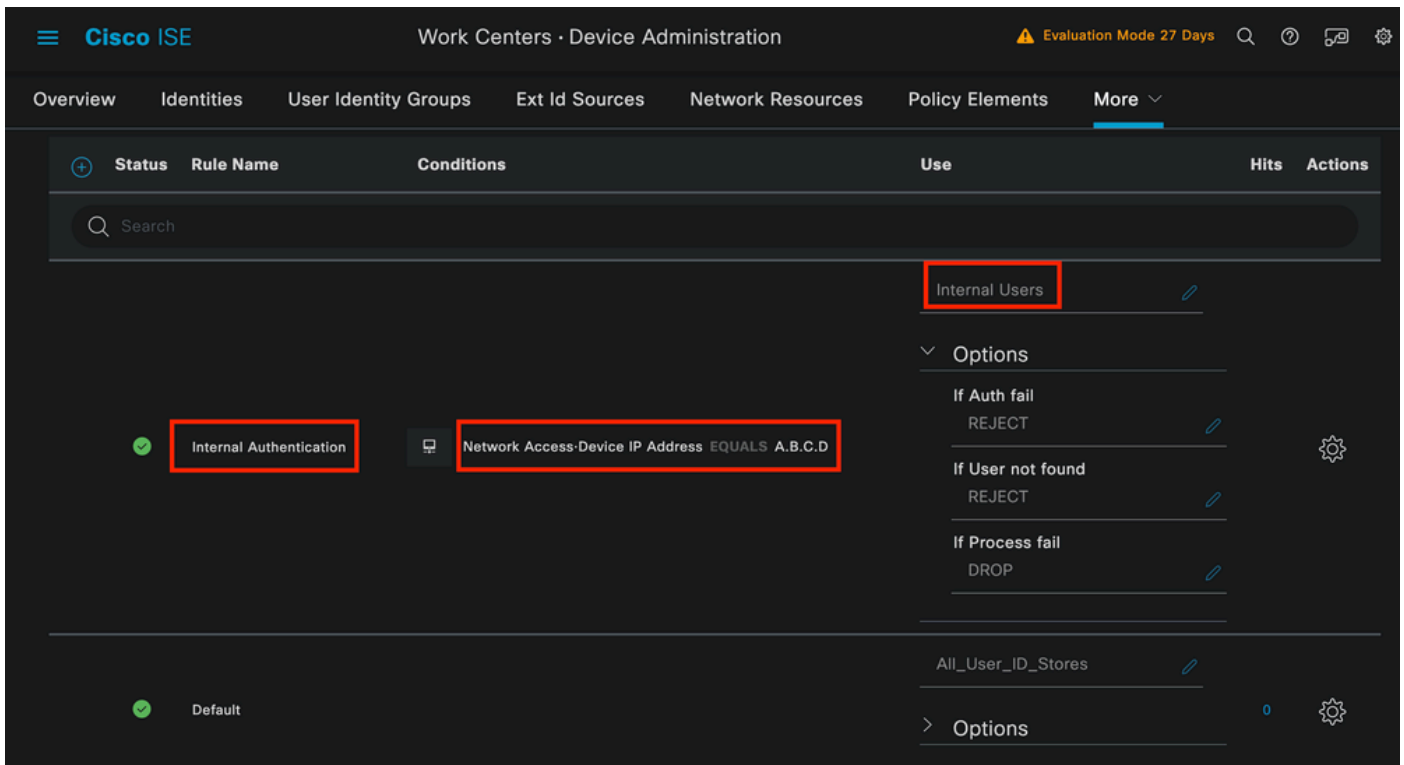 Cisco ISE
Work Centers · Device Administration
Evaluation Mode 27 Days
Overview Identities User Identity Groups Ext Id Sources Network Resources Policy Elements More
Status Rule Name Conditions Use Hits Actions
Search
Internal Users
Options
If Auth fail
REJECT
Internal Authentication Network Access·Device IP Address EQUALS A.B.C.D
If User not found
REJECT
If Process fail
DROP
All_User_ID_Stores
Default 0
Options